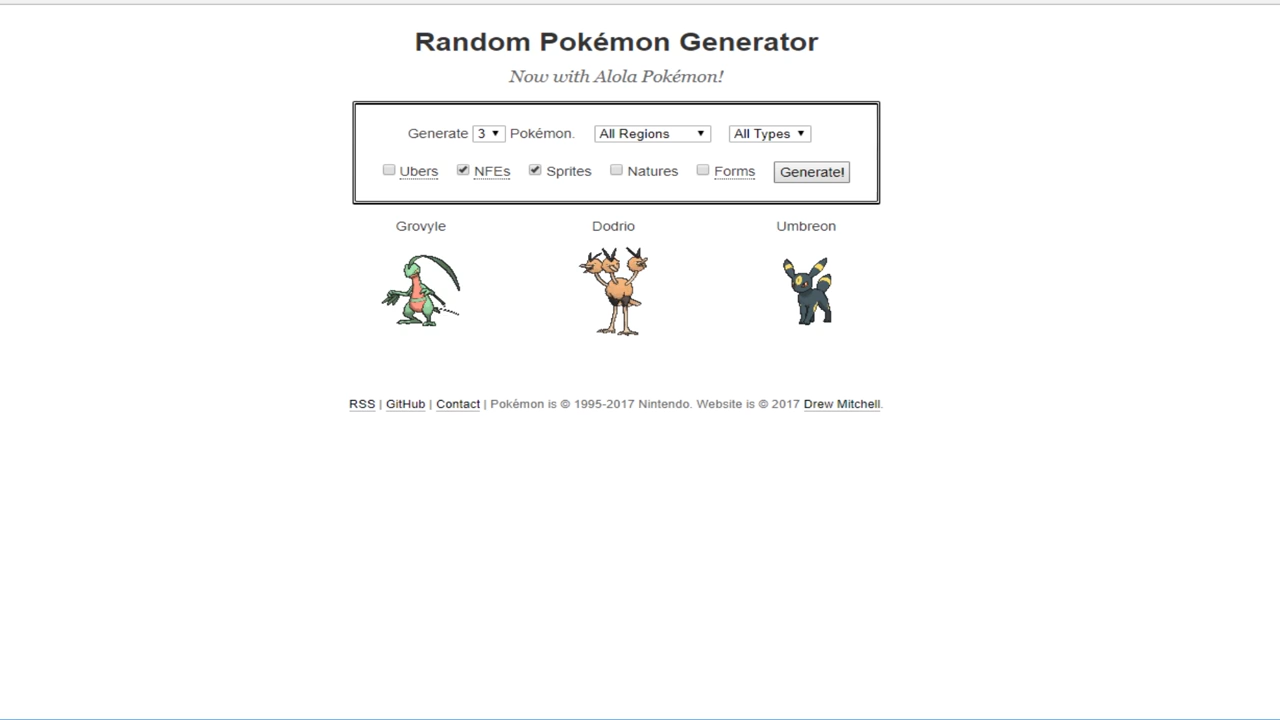 Random Pokémon Generator
Now with Alola Pokémon!
Generate 3 Pokémon. All Regions All Types
Ubers NFEs Sprites Natures Forms Generate!
Grovyle Dodrio Umbreon
RSS | GitHub | Contact | Pokémon is © 1995-2017 Nintendo. Website is © 2017 Drew Mitchell.